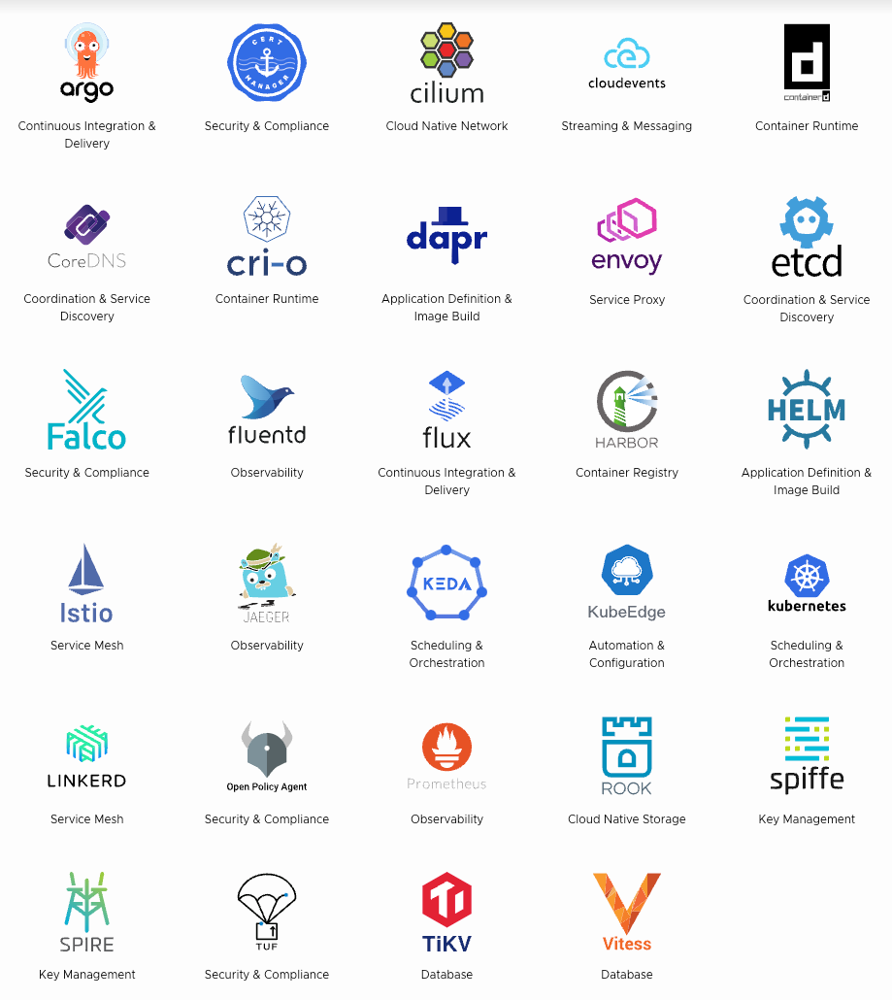 argo
CERT MANAGER
cilium
cloudevents
d
containerd
Continuous Integration &
Delivery
Security & Compliance
Cloud Native Network
Streaming & Messaging
Container Runtime
CoreDNS
cri-o
dapr
envoy
etcd
Coordination & Service
Discovery
Container Runtime
Application Definition &
Image Build
Service Proxy
Coordination & Service
Discovery
Falco
fluentd
flux
HARBOR
HELM
Security & Compliance
Observability
Continuous Integration &
Delivery
Container Registry
Application Definition &
Image Build
Istio
JAEGER
KEDA
KubeEdge
kubernetes
Service Mesh
Observability
Scheduling &
Orchestration
Automation &
Configuration
Scheduling &
Orchestration
LINKERD
Open Policy Agent
Prometheus
ROOK
spiffe
Service Mesh
Security & Compliance
Observability
Cloud Native Storage
Key Management
SPIRE
TUF
TiKV
Vitess
Key Management
Security & Compliance
Database
Database